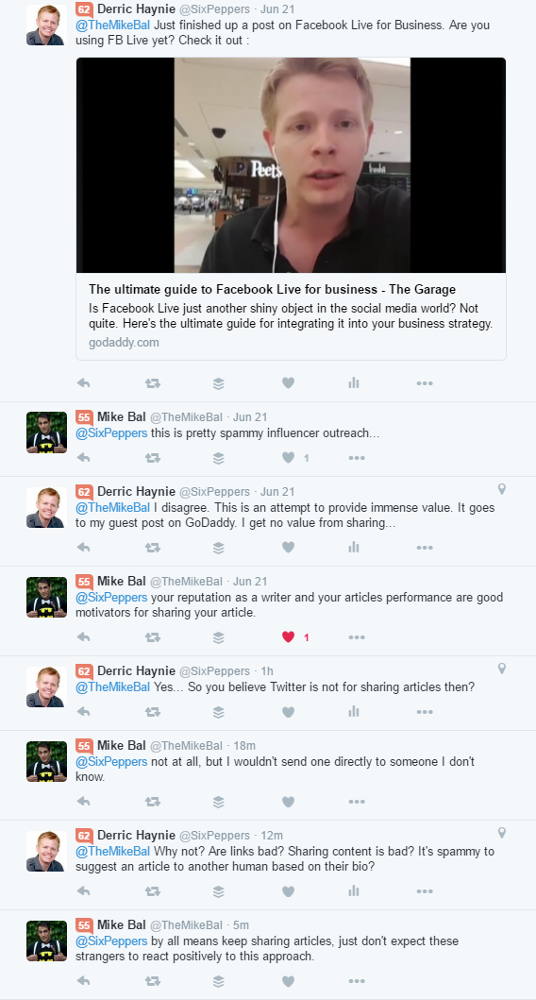 62 Derric Haynie @SixPeppers · Jun 21
@TheMikeBal Just finished up a post on Facebook Live for Business. Are you
using FB Live yet? Check it out :
Peet's
The ultimate guide to Facebook Live for business - The Garage
Is Facebook Live just another shiny object in the social media world? Not
quite. Here's the ultimate guide for integrating it into your business strategy.
godaddy.com
55 Mike Bal @TheMikeBal · Jun 21
@SixPeppers this is pretty spammy influencer outreach...
1
62 Derric Haynie @SixPeppers · Jun 21
@TheMikeBal I disagree. This is an attempt to provide immense value. It goes
to my guest post on GoDaddy. I get no value from sharing...
55 Mike Bal @TheMikeBal · Jun 21
@SixPeppers your reputation as a writer and your articles performance are good
motivators for sharing your article.
1
62 Derric Haynie @SixPeppers · 1h
@TheMikeBal Yes... So you believe Twitter is not for sharing articles then?
55 Mike Bal @TheMikeBal · 18m
@SixPeppers not at all, but I wouldn't send one directly to someone I don't
know.
62 Derric Haynie @SixPeppers · 12m
@TheMikeBal Why not? Are links bad? Sharing content is bad? It's spammy to
suggest an article to another human based on their bio?
55 Mike Bal @TheMikeBal · 5m
@SixPeppers by all means keep sharing articles, just don't expect these
strangers to react positively to this approach.